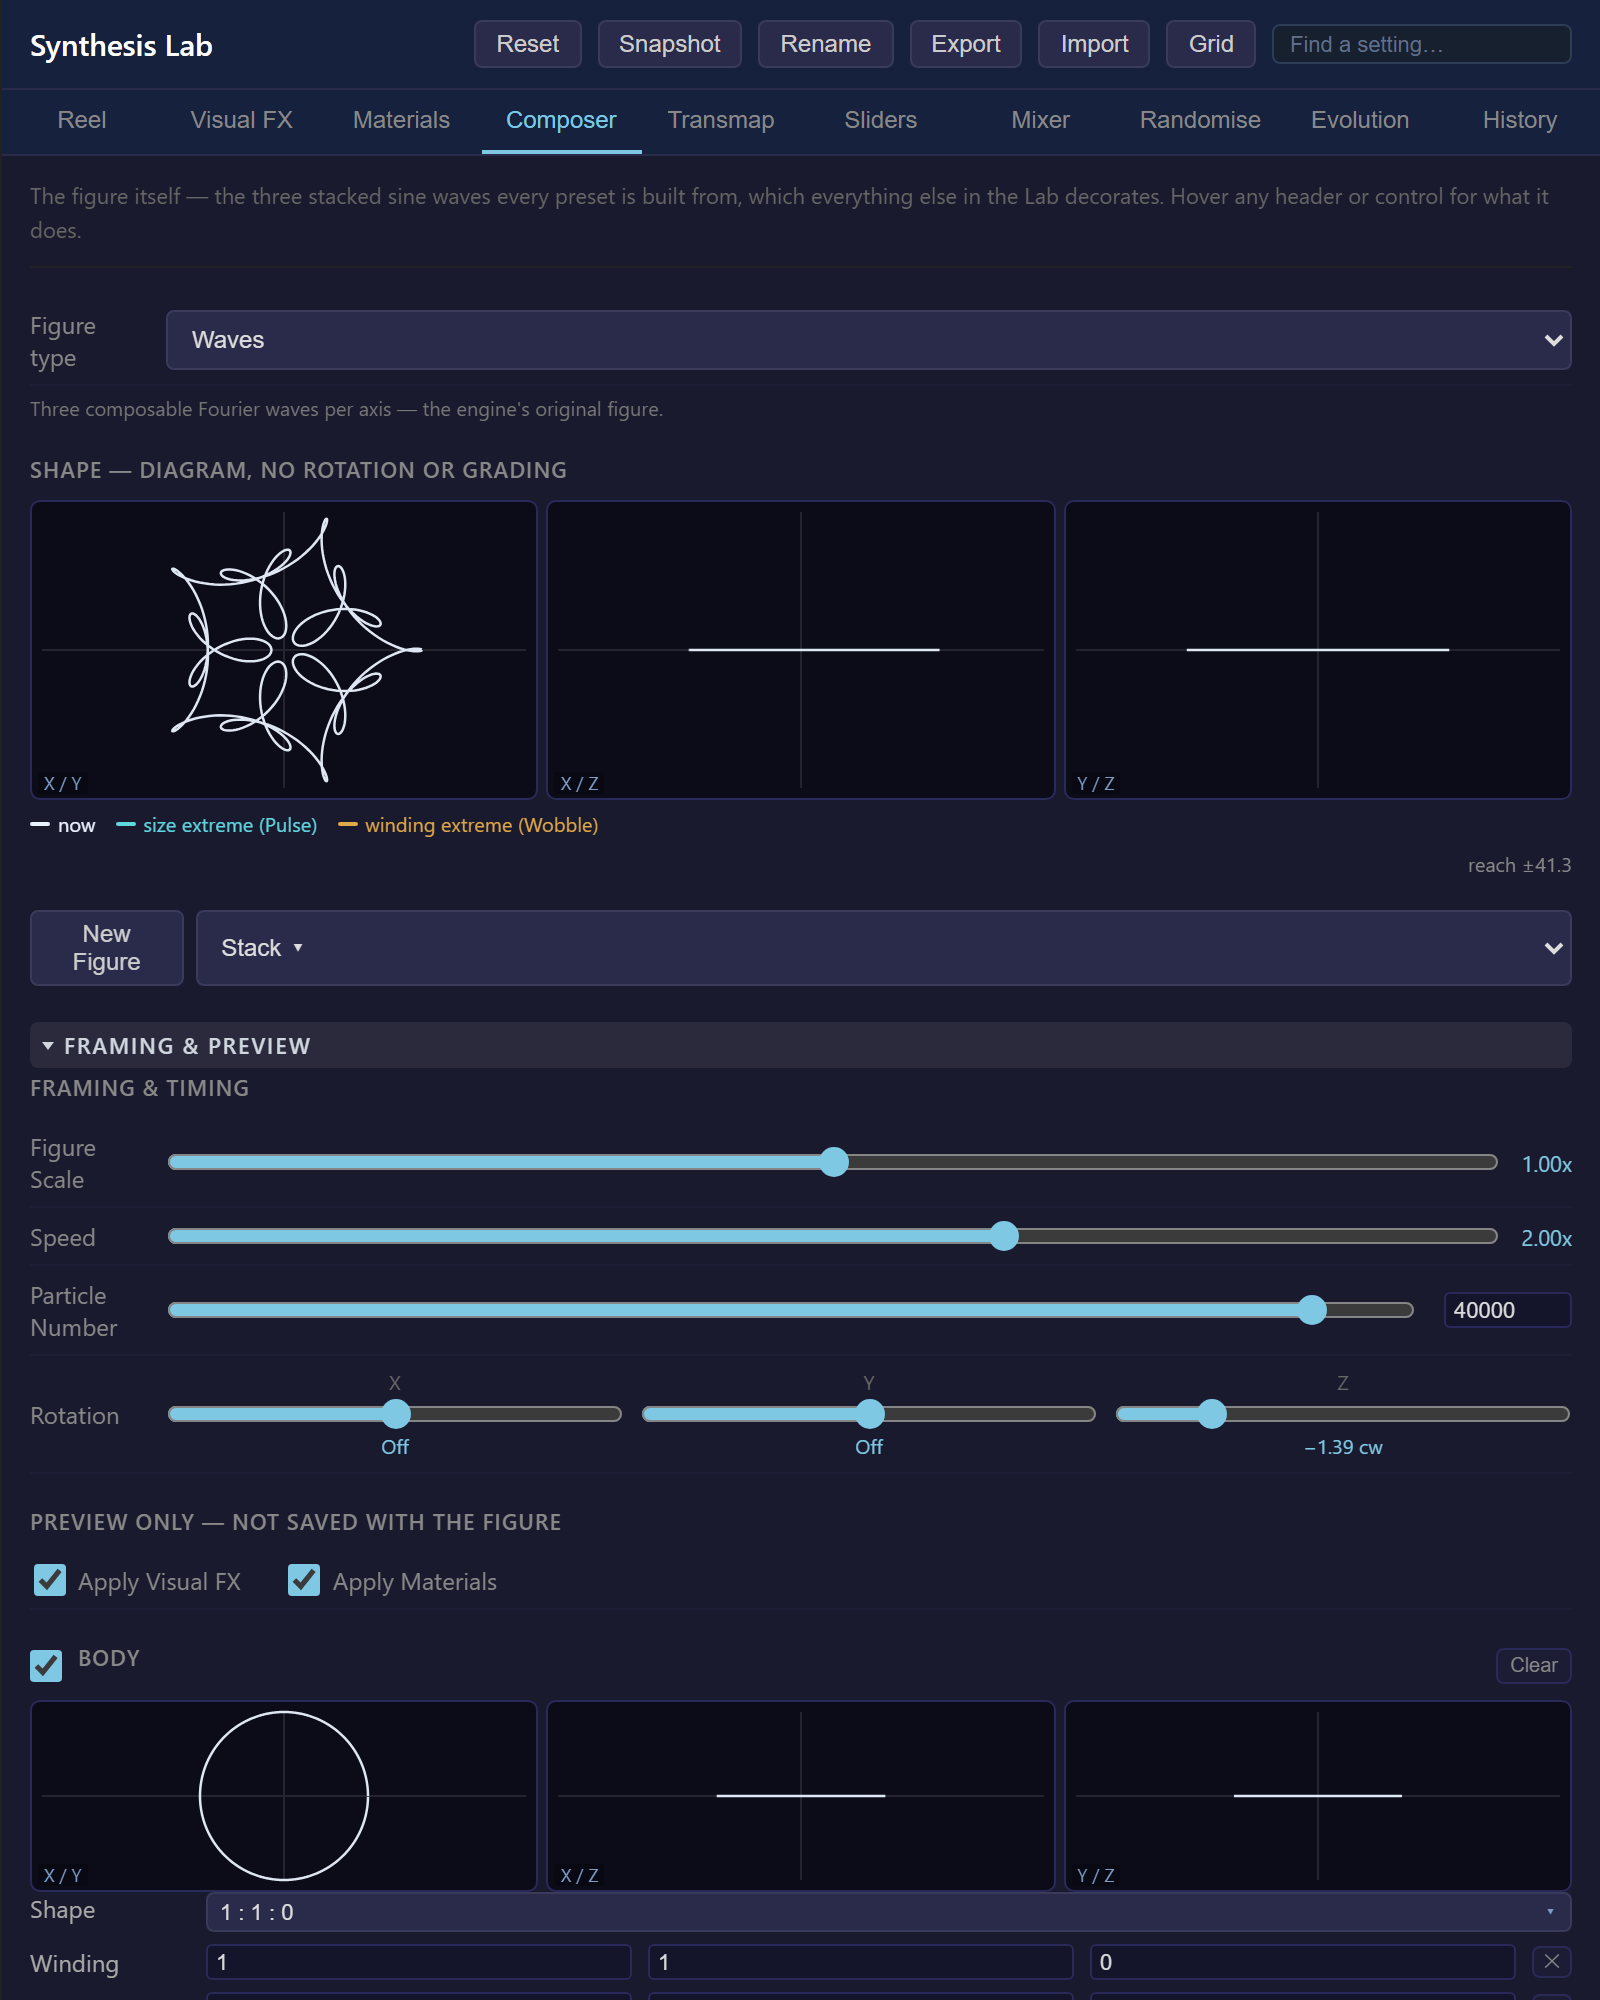 Synthesis Lab
Reset
Snapshot
Rename
Export
Import
Grid
Find a setting…
Reel
Visual FX
Materials
Composer
Transmap
Sliders
Mixer
Randomise
Evolution
History
The figure itself — the three stacked sine waves every preset is built from, which everything else in the Lab decorates. Hover any header or control for what it
does.
Figure
type
Waves
Three composable Fourier waves per axis — the engine's original figure.
SHAPE — DIAGRAM, NO ROTATION OR GRADING
X / Y
X / Z
Y / Z
now
size extreme (Pulse)
winding extreme (Wobble)
reach ±41.3
New
Figure
Stack ▾
FRAMING & PREVIEW
FRAMING & TIMING
Figure
Scale
1.00x
Speed
2.00x
Particle
Number
40000
X
Y
Z
Rotation
Off
Off
−1.39 cw
PREVIEW ONLY — NOT SAVED WITH THE FIGURE
Apply Visual FX
Apply Materials
BODY
Clear
X / Y
X / Z
Y / Z
Shape
1 : 1 : 0
Winding
1
1
0